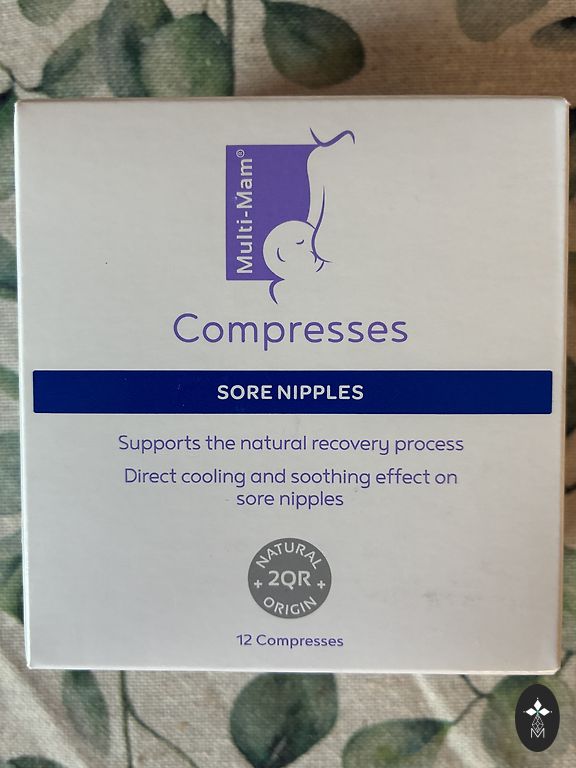 Multi-Mam®
Compresses
SORE NIPPLES
Supports the natural recovery process
Direct cooling and soothing effect on
sore nipples
NATURAL
2QR
ORIGIN
12 Compresses
M